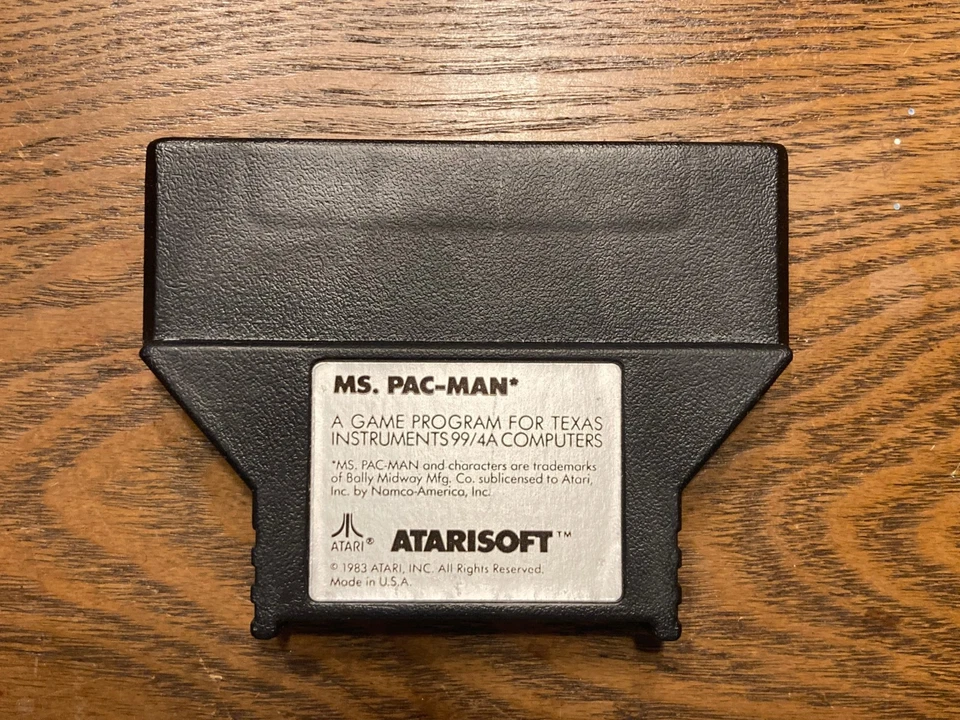 MS. PAC-MAN*
A GAME PROGRAM FOR TEXAS
INSTRUMENTS 99/4A COMPUTERS
*MS. PAC-MAN and characters are trademarks
of Bally Midway Mfg. Co. sublicensed to Atari,
Inc. by Namco-America, Inc.
ATARI® ATARISOFT™
© 1983 ATARI, INC. All Rights Reserved.
Made in U.S.A.